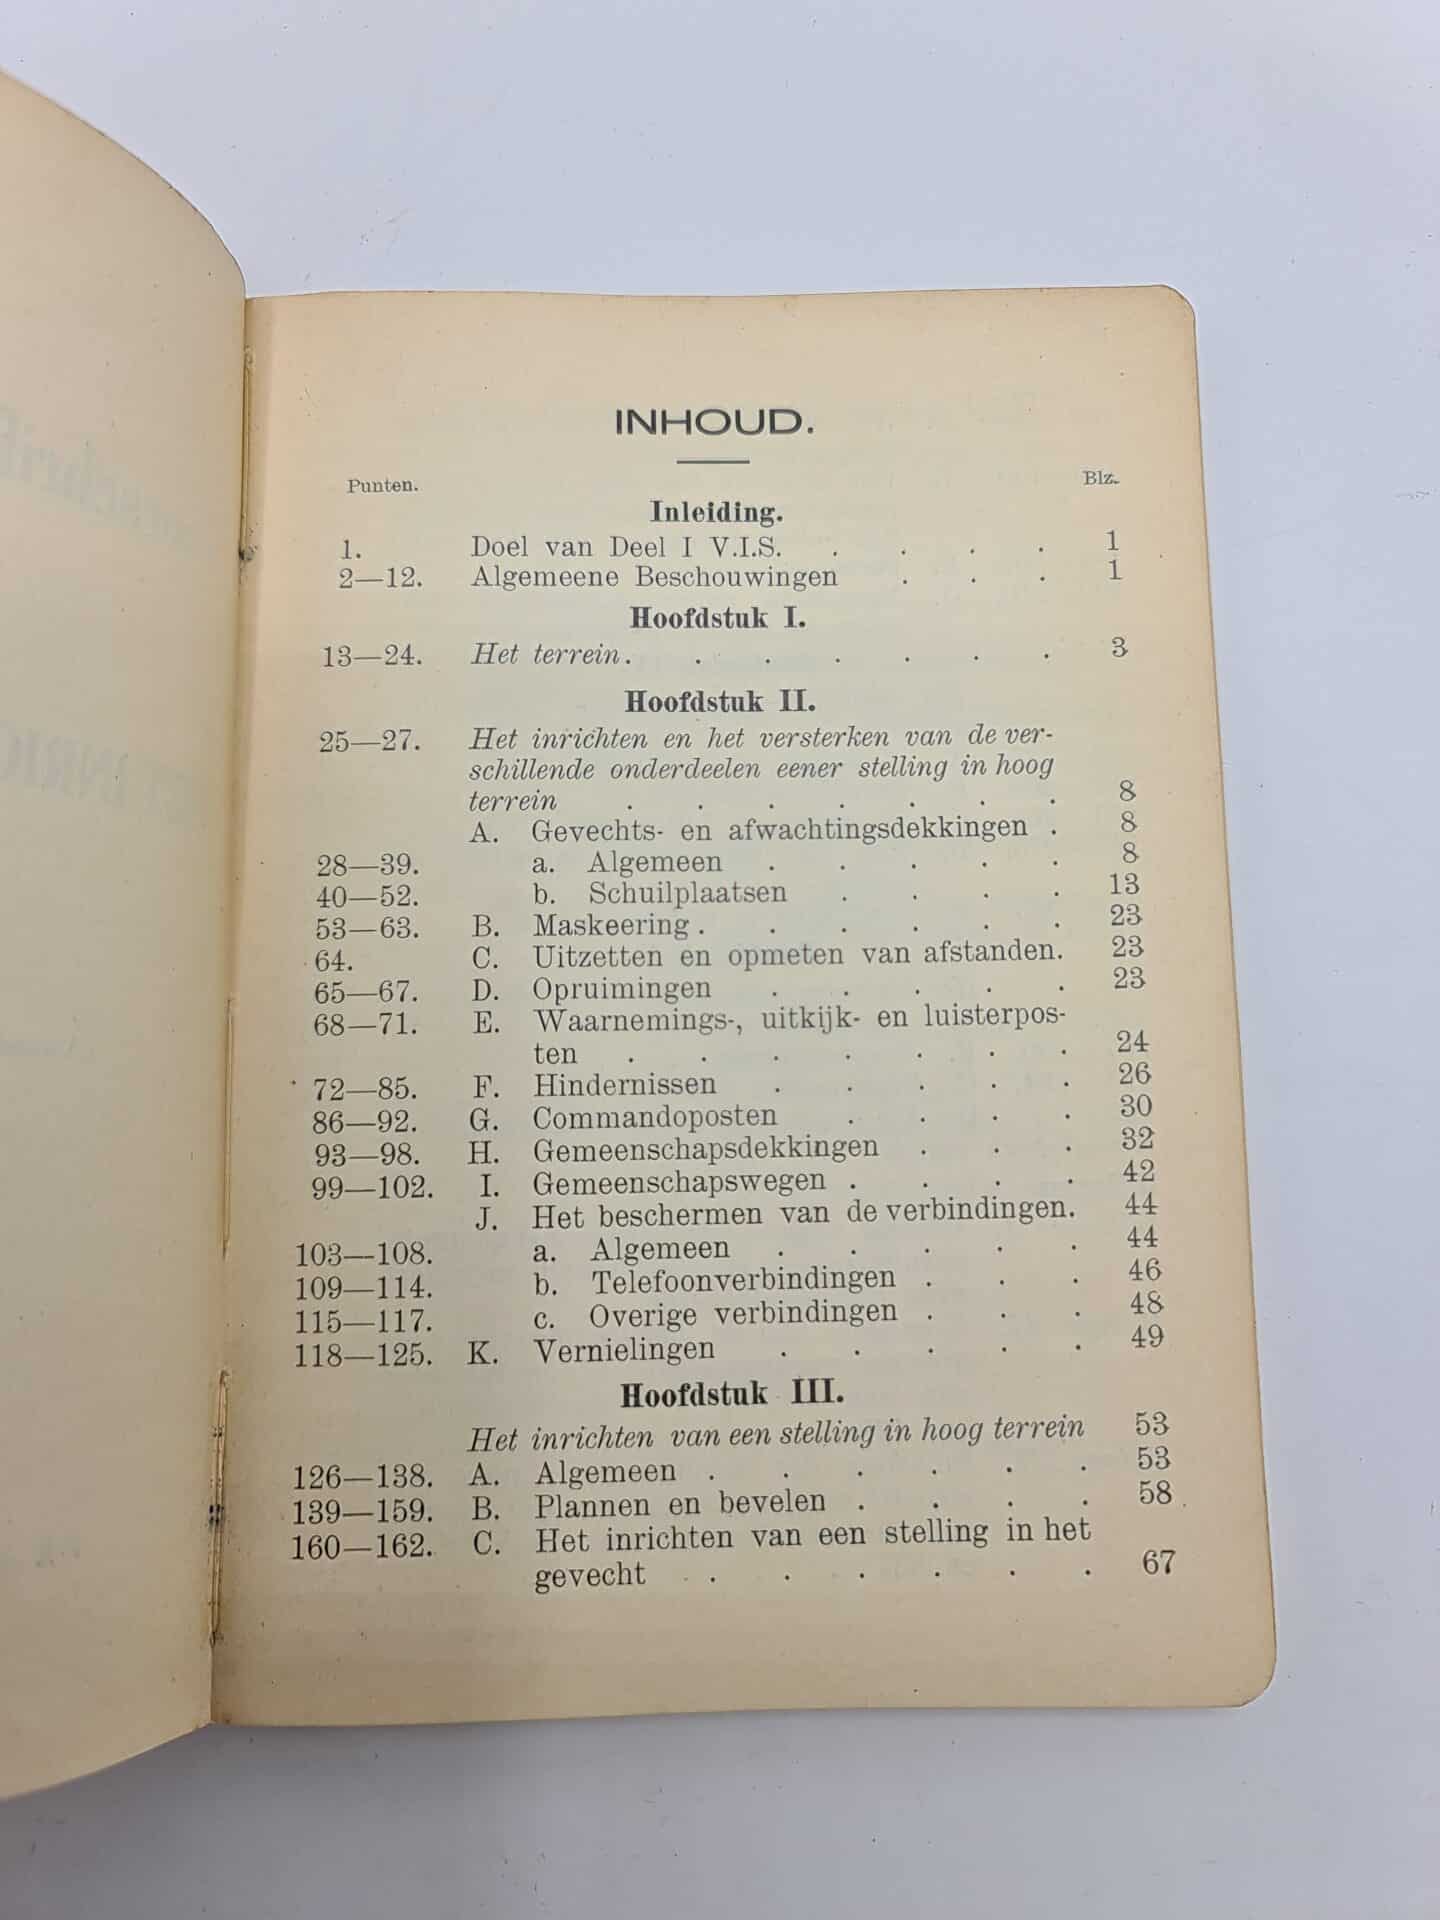 INHOUD.
Punten. Blz.
Inleiding.
1. Doel van Deel I V.I.S. . . . . 1
2—12. Algemeene Beschouwingen . . . 1
Hoofdstuk I.
13—24. Het terrein . . . . . . . 3
Hoofdstuk II.
25—27. Het inrichten en het versterken van de ver-
schillende onderdeelen eener stelling in hoog
terrein . . . . . . . 8
A. Gevechts- en afwachtingsdekkingen . 8
28—39. a. Algemeen . . . . . 8
40—52. b. Schuilplaatsen . . . . 13
53—63. B. Maskeering . . . . . . 23
64. C. Uitzetten en opmeten van afstanden. 23
65—67. D. Opruimingen . . . . . 23
68—71. E. Waarnemings-, uitkijk- en luisterpos-
ten . . . . . . . 24
72—85. F. Hindernissen . . . . . 26
86—92. G. Commandoposten . . . . 30
93—98. H. Gemeenschapsdekkingen . . . 32
99—102. I. Gemeenschapswegen . . . . 42
J. Het beschermen van de verbindingen. 44
103—108. a. Algemeen . . . . . 44
109—114. b. Telefoonverbindingen . . . 46
115—117. c. Overige verbindingen . . . 48
118—125. K. Vernielingen . . . . . 49
Hoofdstuk III.
Het inrichten van een stelling in hoog terrein 53
126—138. A. Algemeen . . . . . . 53
139—159. B. Plannen en bevelen . . . . 58
160—162. C. Het inrichten van een stelling in het
gevecht . . . . . . 67